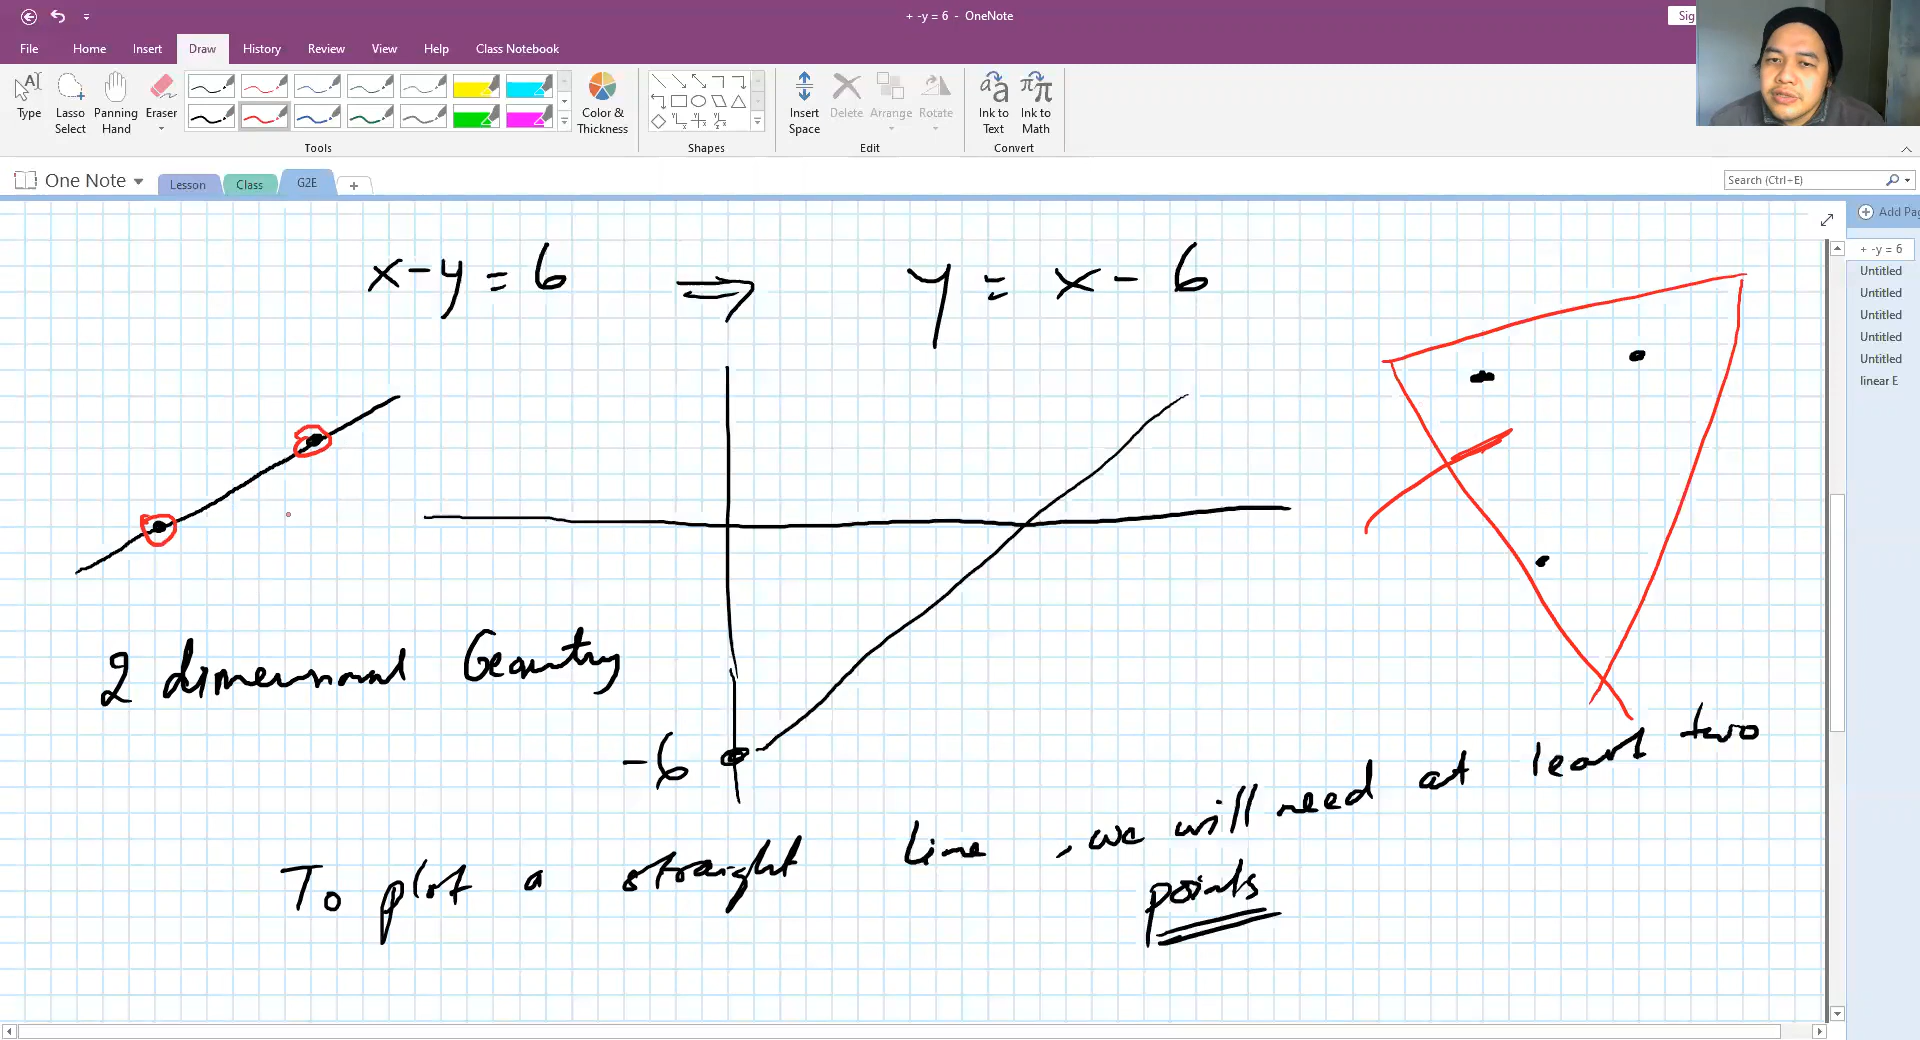 + -y = 6 - OneNote
Sig
File Home Insert Draw History Review View Help Class Notebook
Type
Lasso Select
Panning Hand
Eraser
Color & Thickness
Insert Space
Delete
Arrange
Rotate
Ink to Text
Ink to Math
Tools Shapes Edit Convert
One Note Lesson Class G2E
Search (Ctrl+E)
Add Pag
+ -y = 6
Untitled
Untitled
Untitled
Untitled
Untitled
linear E
x - y = 6 ⇒ y = x - 6
2 dimensional Geometry
-6
To plot a straight line, we will need at least two
points